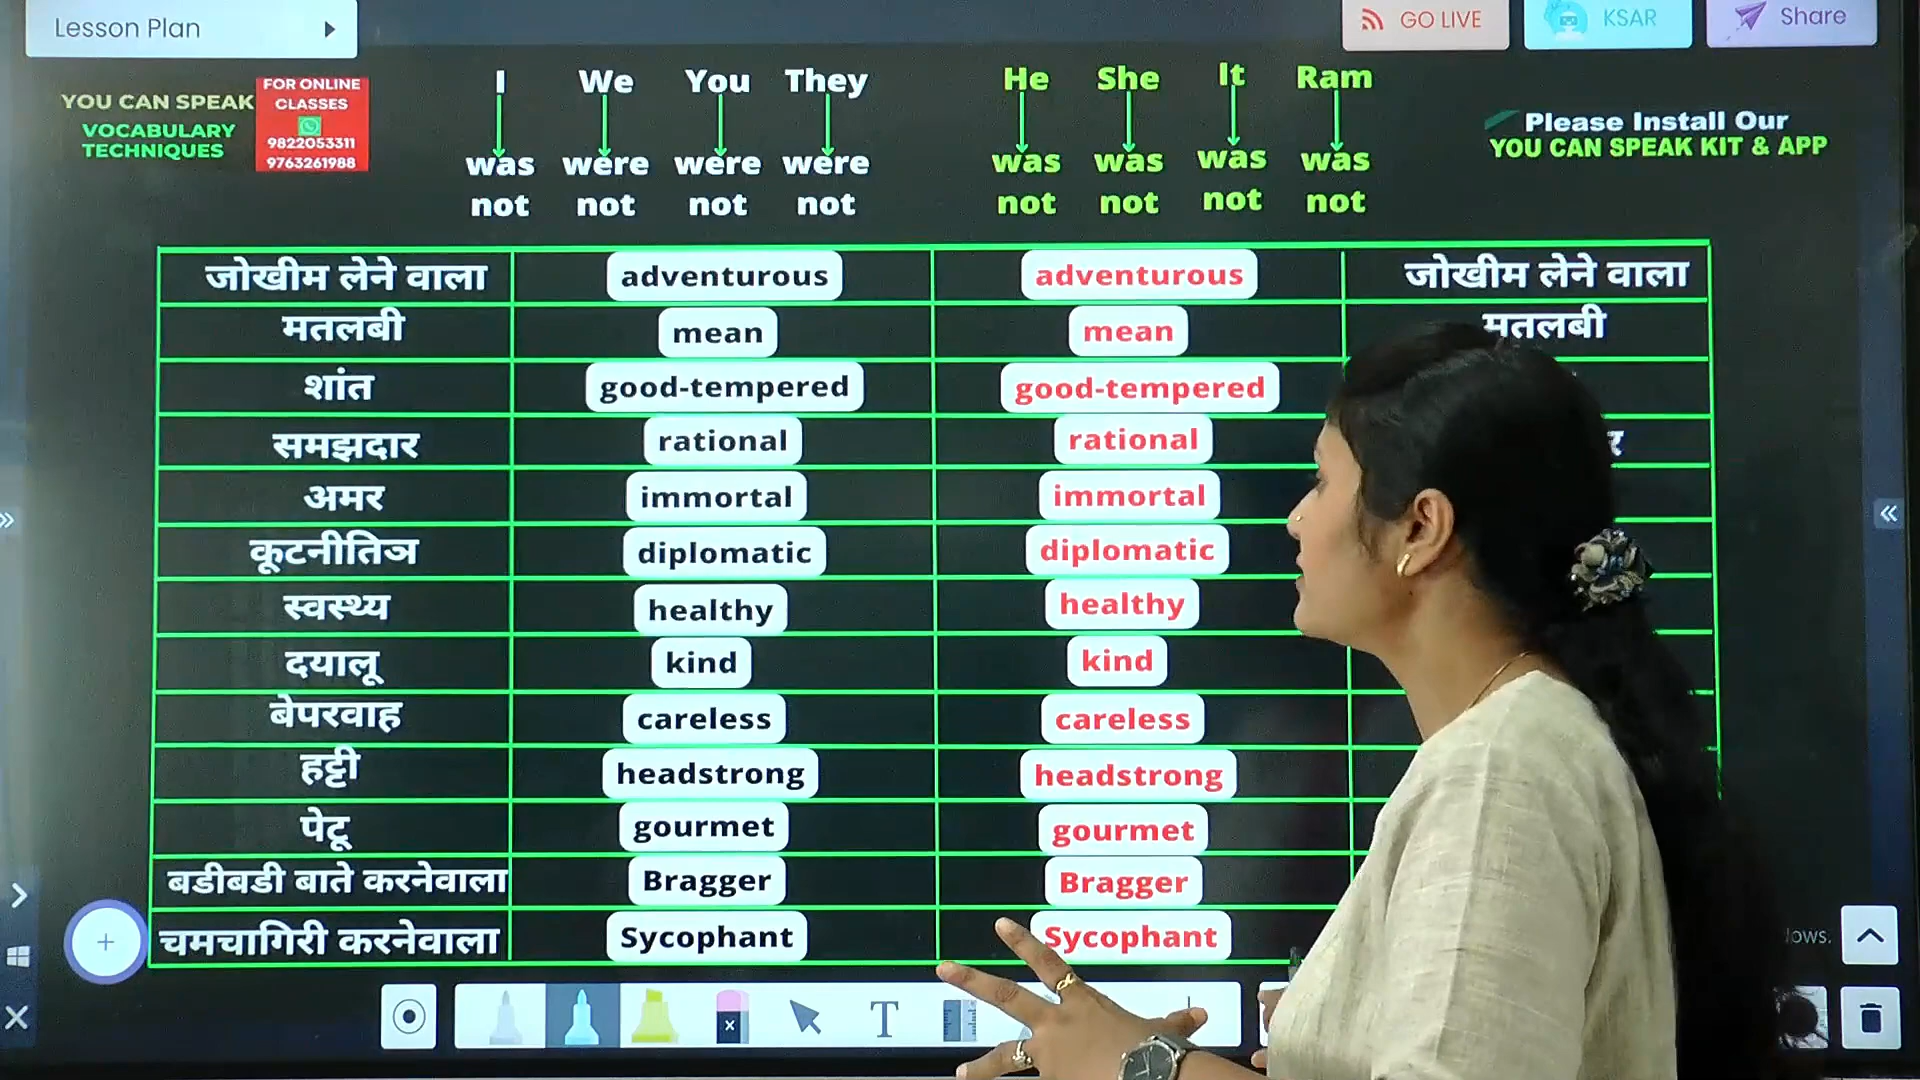 Lesson Plan
GO LIVE
KSAR
Share
YOU CAN SPEAK
VOCABULARY
TECHNIQUES
FOR ONLINE
CLASSES
9822053311
9763261988
I We You They
was were were were
not not not not
He She It Ram
was was was was
not not not not
Please Install Our
YOU CAN SPEAK KIT & APP
जोखीम लेने वाला adventurous adventurous जोखीम लेने वाला
मतलबी mean mean मतलबी
शांत good-tempered good-tempered
समझदार rational rational
अमर immortal immortal
कूटनीतिञ diplomatic diplomatic
स्वस्थ्य healthy healthy
दयालू kind kind
बेपरवाह careless careless
हट्टी headstrong headstrong
पेटू gourmet gourmet
बडीबडी बाते करनेवाला Bragger Bragger
चमचागिरी करनेवाला Sycophant Sycophant
T